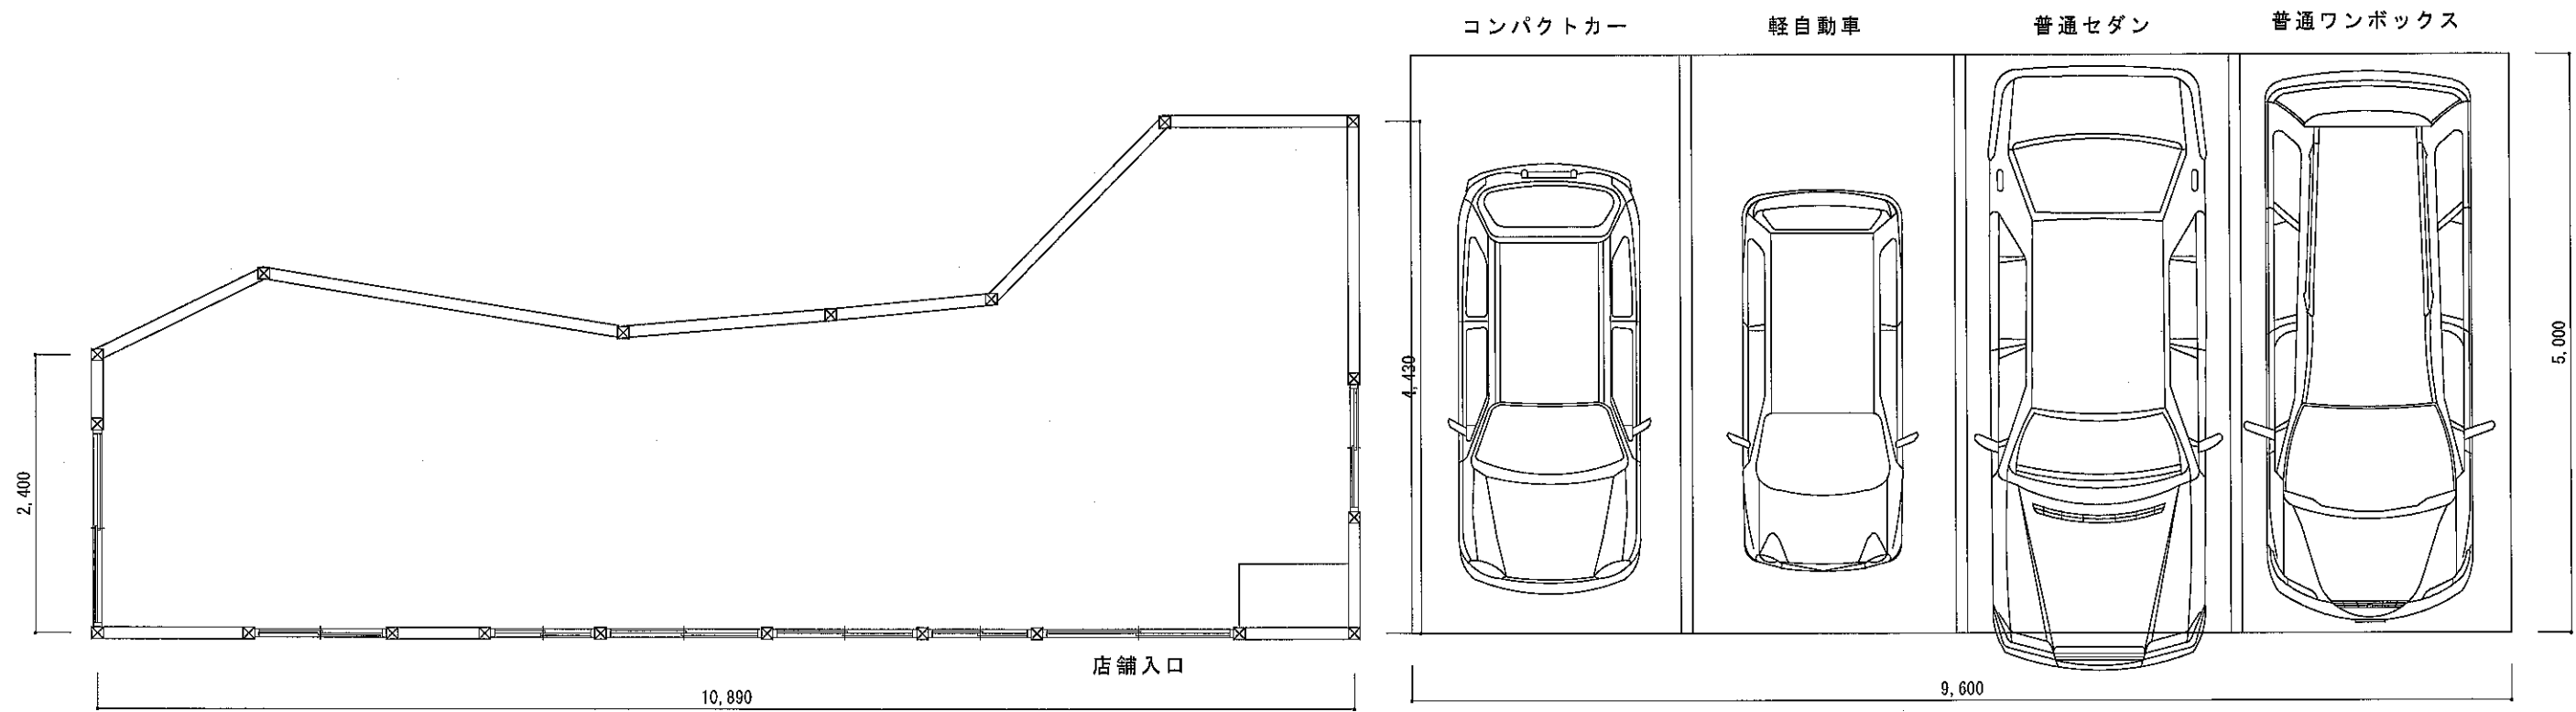 コンパクトカー
軽自動車
普通セダン
普通ワンボックス
2,400
4,430
5,000
店舗入口
10,890
9,600